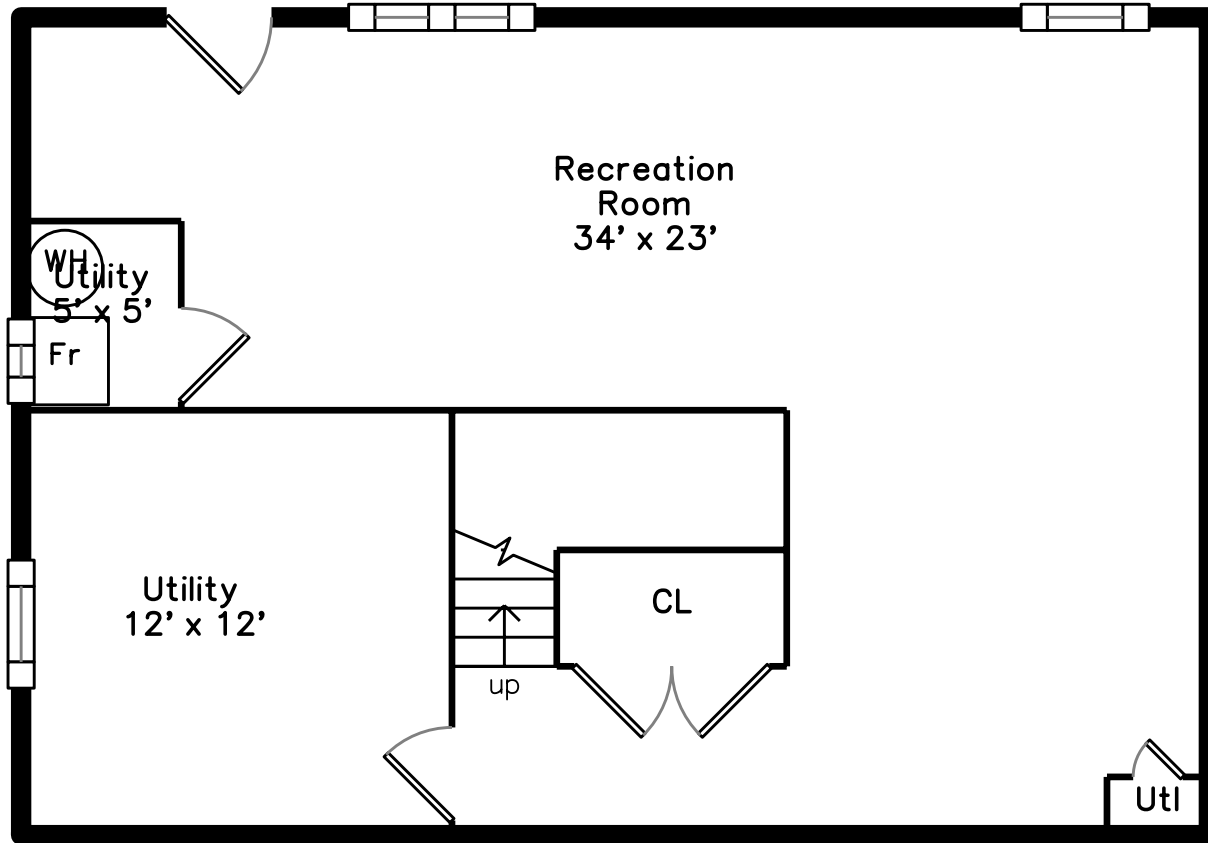 Recreation
Room
34' x 23'
WH
Utility
5' x 5'
Fr
Utility
12' x 12'
CL
up
Utl